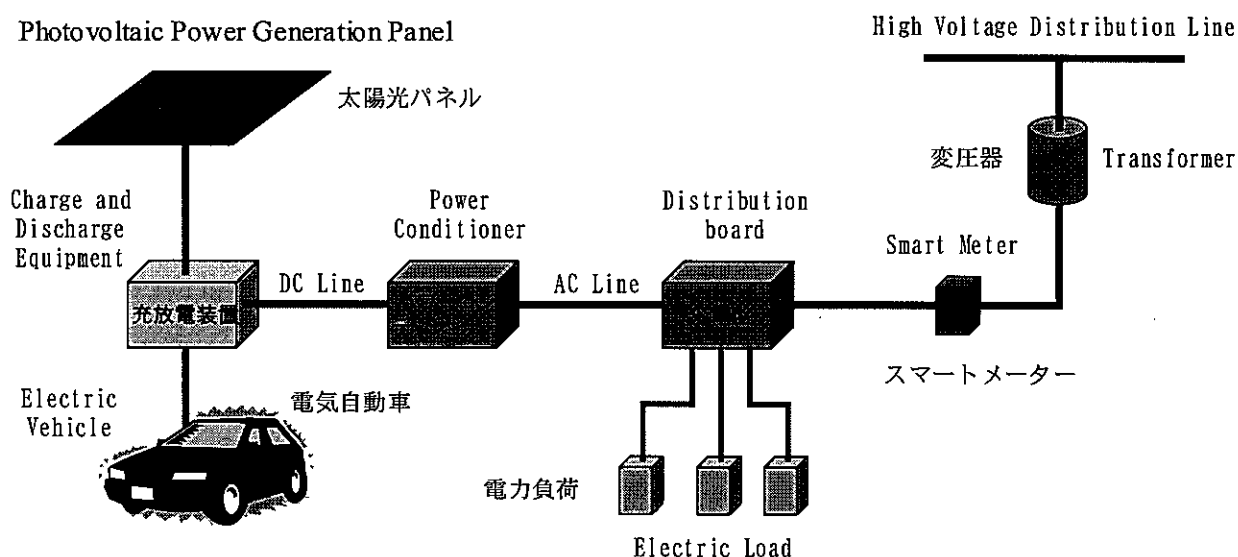 Photovoltaic Power Generation Panel
High Voltage Distribution Line
太陽光パネル
変圧器
Transformer
Charge and
Discharge
Equipment
Power
Conditioner
Distribution
board
Smart Meter
充放電装置
DC Line
AC Line
スマートメーター
Electric
Vehicle
電気自動車
電力負荷
Electric Load